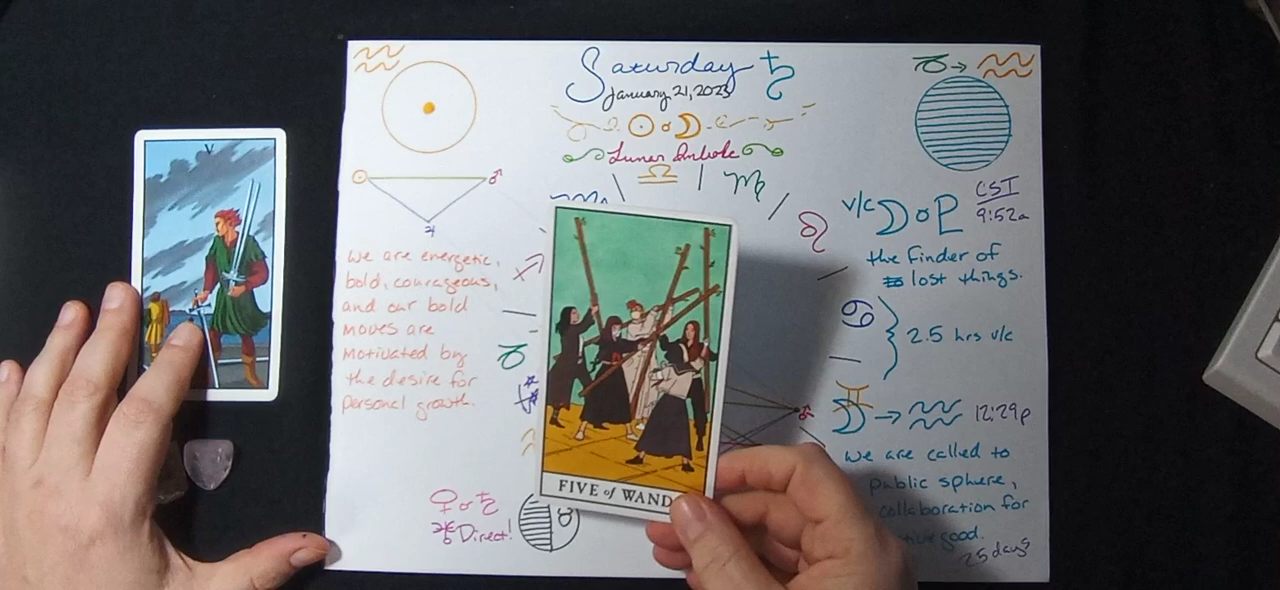 Saturday ♄
January 21, 2023
☉ ☌ ☽
Lunar Imbolc
V
FIVE of WAND
we are energetic,
bold, courageous,
and our bold
moves are
motivated by
the desire for
personal growth.
♀ ☌ ♄
♅ Direct!
♑ → ♒
v/c ☽ ☍ ♇
CST
9:52a
the finder of
lost things.
2.5 hrs v/c
☽ → ♒ 12:29p
we are called to
public sphere,
collaboration for
good.
2.5 days